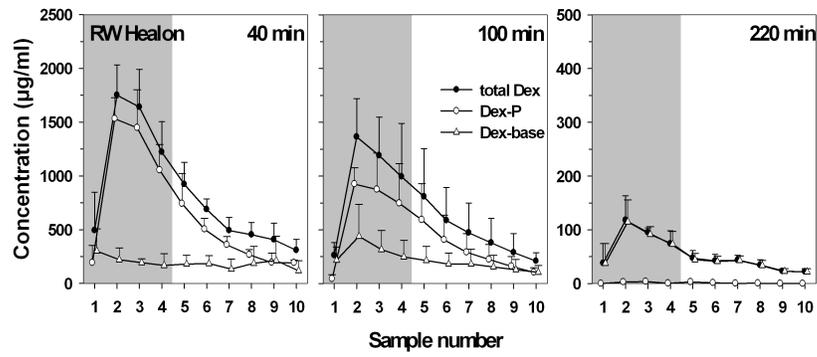 RW Healon 40 min
100 min
220 min
total Dex
Dex-P
Dex-base
Concentration (µg/ml)
2500
2000
1500
1000
500
0
500
400
300
200
100
0
1 2 3 4 5 6 7 8 9 10
1 2 3 4 5 6 7 8 9 10
1 2 3 4 5 6 7 8 9 10
Sample number